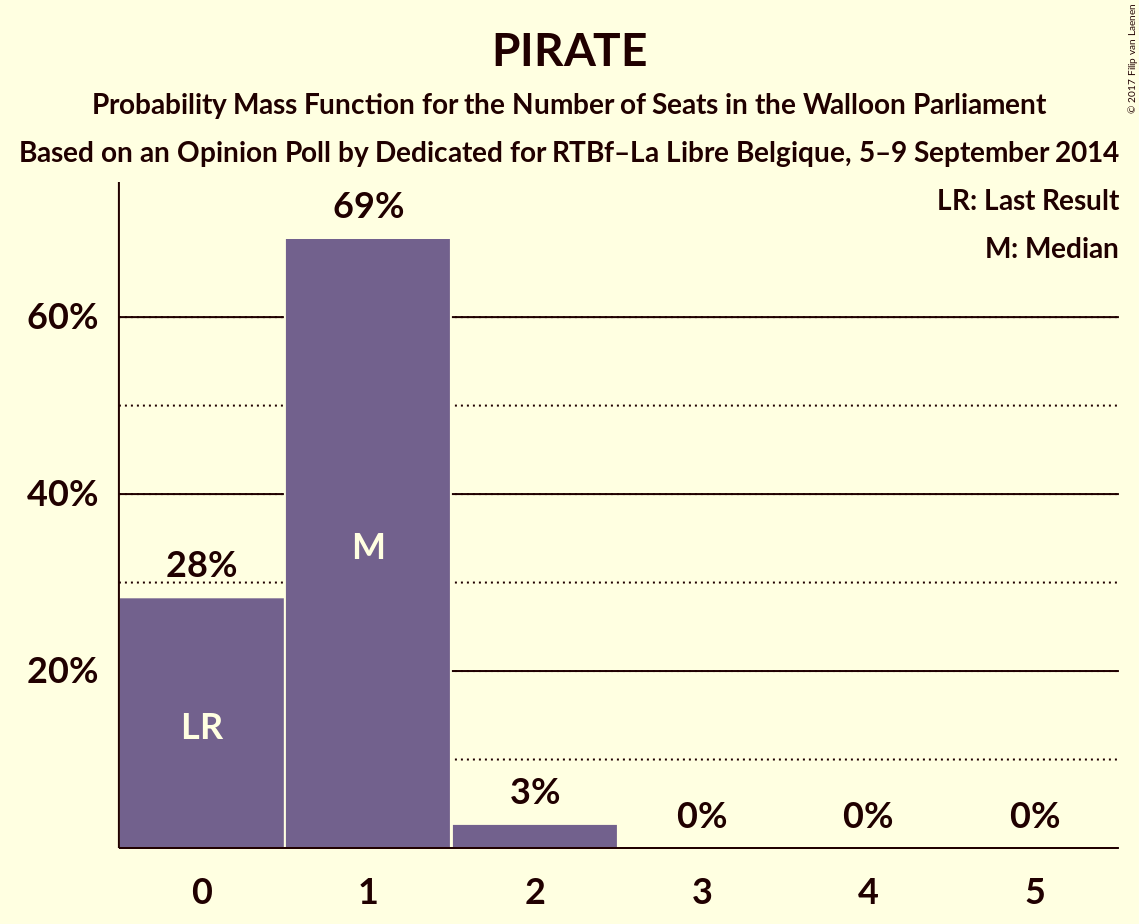 PIRATE
Probability Mass Function for the Number of Seats in the Walloon Parliament
Based on an Opinion Poll by Dedicated for RTBf–La Libre Belgique, 5–9 September 2014
© 2017 Filip van Laenen
LR: Last Result
M: Median
69%
60%
40%
M
28%
20%
LR
3%
0%
0%
0%
0
1
2
3
4
5